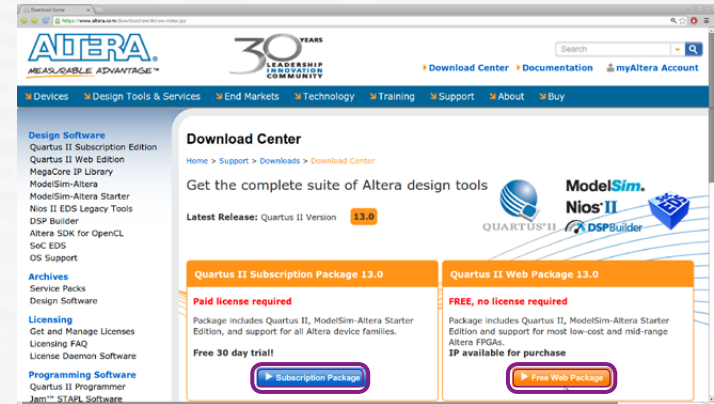 Download Center
https://www.altera.com/download/
ALTERA
MEASURABLE ADVANTAGE™
30 YEARS
LEADERSHIP
INNOVATION
COMMUNITY
Search
Download Center
Documentation
myAltera Account
Devices
Design Tools & Services
End Markets
Technology
Training
Support
About
Buy
Design Software
Quartus II Subscription Edition
Quartus II Web Edition
MegaCore IP Library
ModelSim-Altera
ModelSim-Altera Starter
Nios II EDS Legacy Tools
DSP Builder
Altera SDK for OpenCL
SoC EDS
OS Support
Archives
Service Packs
Design Software
Licensing
Get and Manage Licenses
Licensing FAQ
License Daemon Software
Programming Software
Quartus II Programmer
Jam™ STAPL Software
Download Center
Home > Support > Downloads > Download Center
Get the complete suite of Altera design tools
Latest Release: Quartus II Version 13.0
QUARTUS II
ModelSim.
Nios II
DSPBuilder
SoC
EDS
Quartus II Subscription Package 13.0
Paid license required
Package includes Quartus II, ModelSim-Altera Starter
Edition, and support for all Altera device families.
Free 30 day trial!
Subscription Package
Quartus II Web Package 13.0
FREE, no license required
Package includes Quartus II, ModelSim-Altera Starter
Edition and support for most low-cost and mid-range
Altera FPGAs.
IP available for purchase
Free Web Package